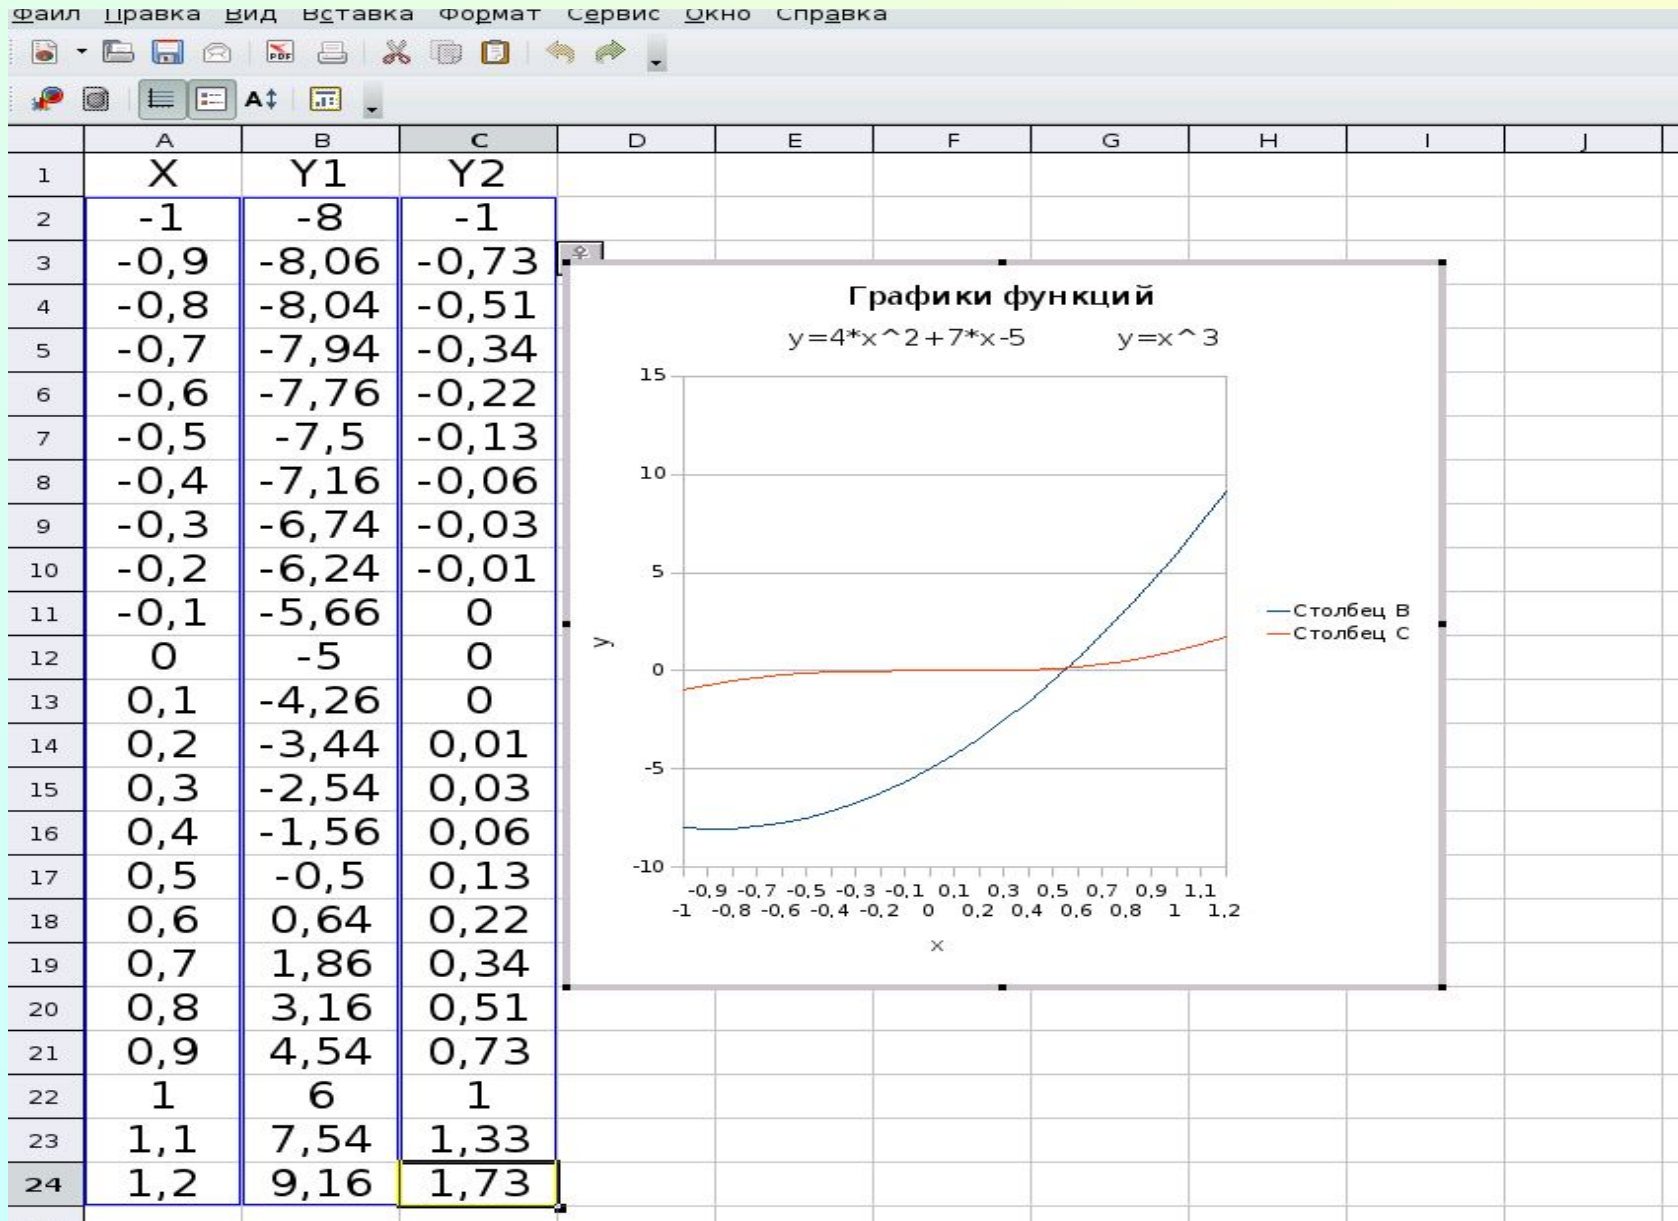 Файл Правка Вид Вставка Формат Сервис Окно Справка
PDF
A
A B C D E F G H I J
1 X Y1 Y2
2 -1 -8 -1
3 -0,9 -8,06 -0,73
4 -0,8 -8,04 -0,51
5 -0,7 -7,94 -0,34
6 -0,6 -7,76 -0,22
7 -0,5 -7,5 -0,13
8 -0,4 -7,16 -0,06
9 -0,3 -6,74 -0,03
10 -0,2 -6,24 -0,01
11 -0,1 -5,66 0
12 0 -5 0
13 0,1 -4,26 0
14 0,2 -3,44 0,01
15 0,3 -2,54 0,03
16 0,4 -1,56 0,06
17 0,5 -0,5 0,13
18 0,6 0,64 0,22
19 0,7 1,86 0,34
20 0,8 3,16 0,51
21 0,9 4,54 0,73
22 1 6 1
23 1,1 7,54 1,33
24 1,2 9,16 1,73
Графики функций
y=4*x^2+7*x-5 y=x^3
15
10
5
0
-5
-10
y
-0,9 -0,7 -0,5 -0,3 -0,1 0,1 0,3 0,5 0,7 0,9 1,1
-1 -0,8 -0,6 -0,4 -0,2 0 0,2 0,4 0,6 0,8 1 1,2
x
Столбец B
Столбец C